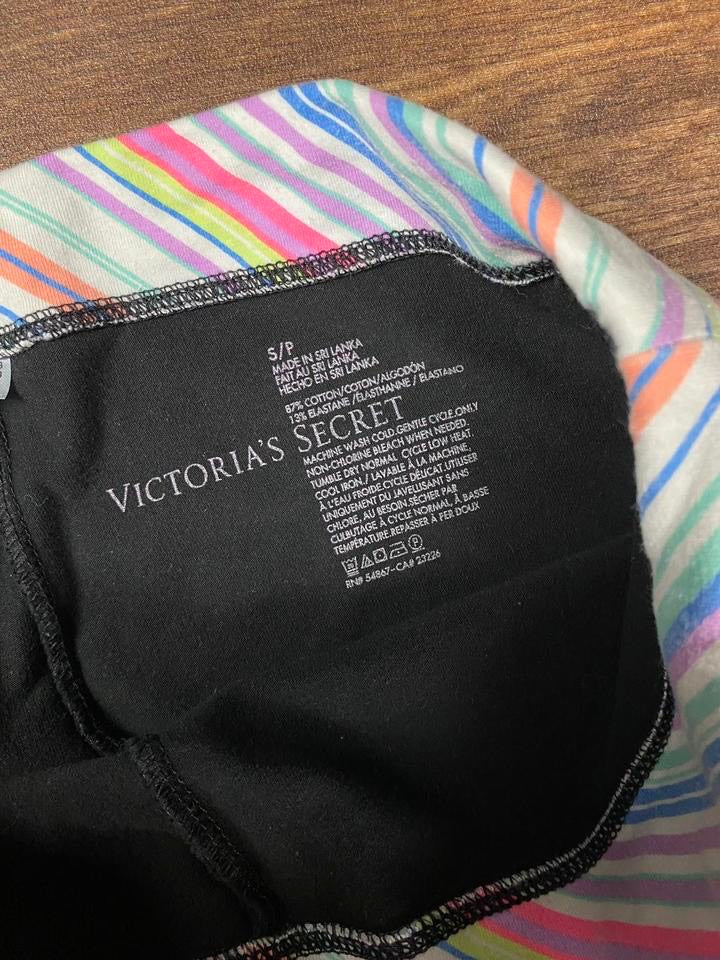 S/P
MADE IN SRI LANKA
FAIT AU SRI LANKA
HECHO EN SRI LANKA
87% COTTON/COTON/ALGODÓN
13% ELASTANE /ÉLASTHANNE / ELASTANO
VICTORIA'S SECRET
MACHINE WASH COLD.GENTLE CYCLE.ONLY
NON-CHLORINE BLEACH WHEN NEEDED.
TUMBLE DRY NORMAL CYCLE LOW HEAT.
COOL IRON./ LAVABLE À LA MACHINE,
À L'EAU FROIDE.CYCLE DÉLICAT.UTILISER
UNIQUEMENT DU JAVELLISANT SANS
CHLORE, AU BESOIN.SÉCHER PAR
CULBUTAGE À CYCLE NORMAL, À BASSE
TEMPÉRATURE.REPASSER À FER DOUX
RN# 54867-CA# 23226